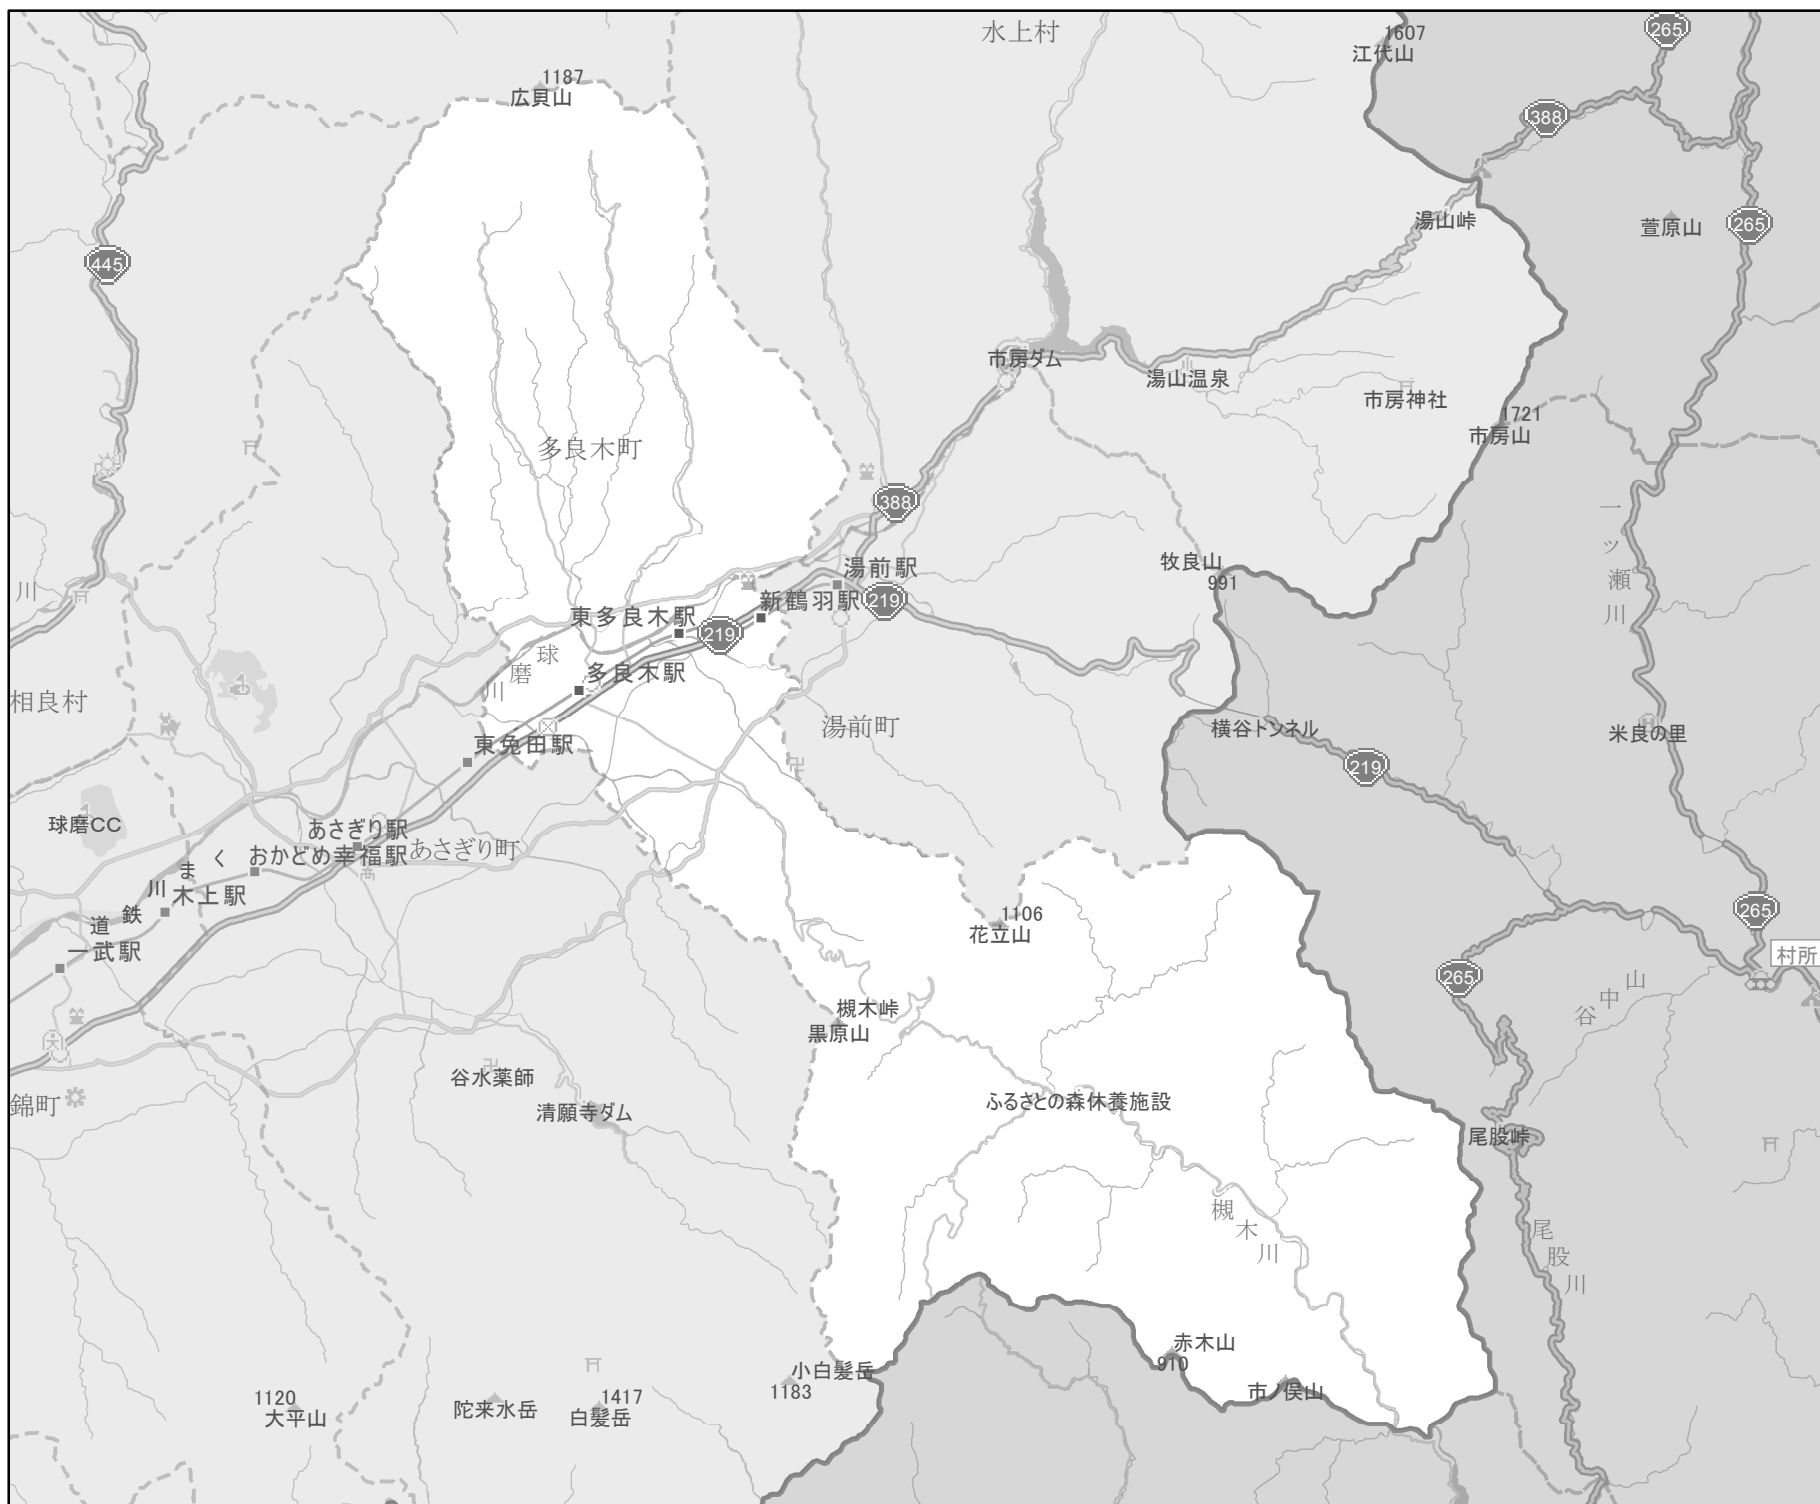 水上村
1607
江代山
265
1187
広貝山
388
湯山峠
萱原山
265
445
市房ダム
湯山温泉
市房神社
1721
市房山
多良木町
388
一ツ瀬川
牧良山
991
湯前駅
川
新鶴羽駅
219
東多良木駅
219
球磨川
多良木駅
相良村
湯前町
横谷トンネル
米良の里
東免田駅
219
球磨CC
あさぎり駅
おかどめ幸福駅
あさぎり町
くま川鉄道
木上駅
一武駅
1106
花立山
265
村所
265
山中谷
槻木峠
黒原山
谷水薬師
清願寺ダム
錦町
ふるさとの森休養施設
尾股峠
槻木川
尾股川
赤木山
910
市ノ俣山
小白髪岳
1183
1120
大平山
陀来水岳
1417
白髪岳